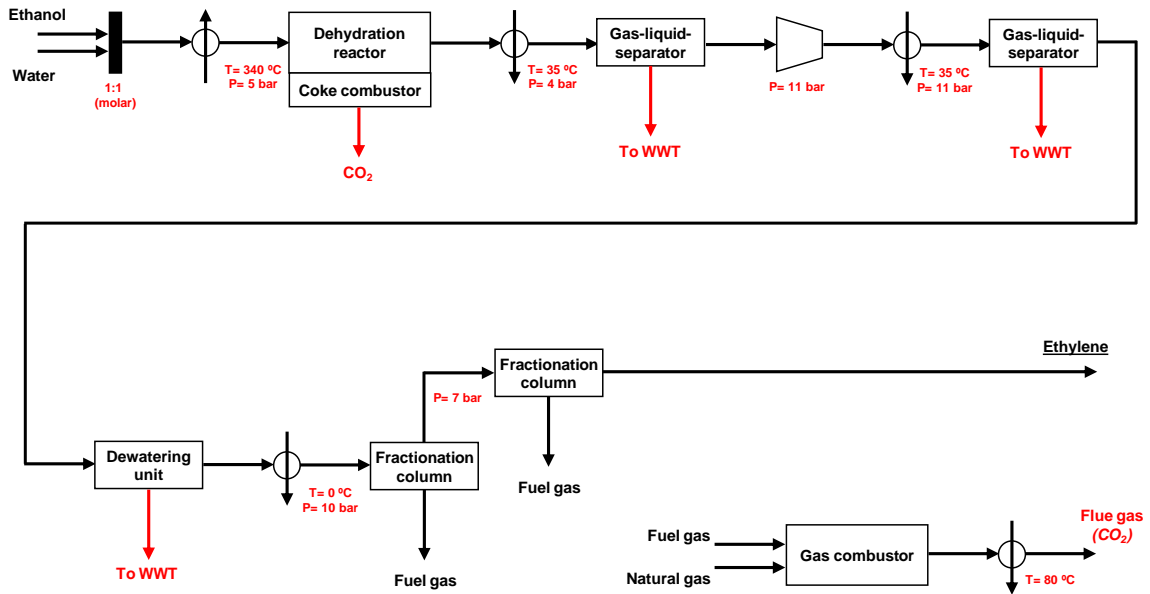 Ethanol
Water
1:1
(molar)
T= 340 ºC
P= 5 bar
Dehydration
reactor
Coke combustor
CO₂
T= 35 ºC
P= 4 bar
Gas-liquid-
separator
To WWT
P= 11 bar
T= 35 ºC
P= 11 bar
Gas-liquid-
separator
To WWT
Dewatering
unit
To WWT
T= 0 ºC
P= 10 bar
Fractionation
column
Fuel gas
P= 7 bar
Fractionation
column
Fuel gas
Ethylene
Fuel gas
Natural gas
Gas combustor
T= 80 ºC
Flue gas
(CO₂)